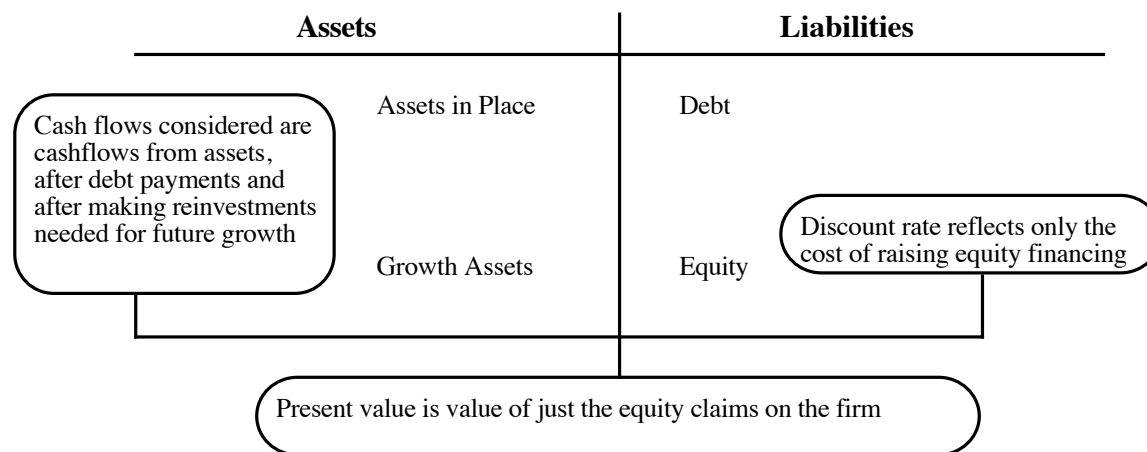 Assets
Liabilities
Assets in Place
Debt
Cash flows considered are
cashflows from assets,
after debt payments and
after making reinvestments
needed for future growth
Growth Assets
Equity
Discount rate reflects only the
cost of raising equity financing
Present value is value of just the equity claims on the firm